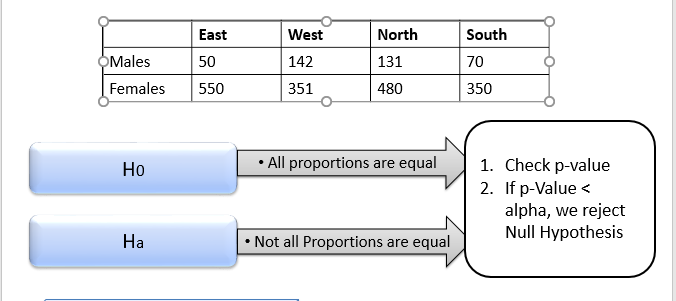 East West North South
Males 50 142 131 70
Females 550 351 480 350
H0
• All proportions are equal
Ha
• Not all Proportions are equal
1. Check p-value
2. If p-Value <
alpha, we reject
Null Hypothesis